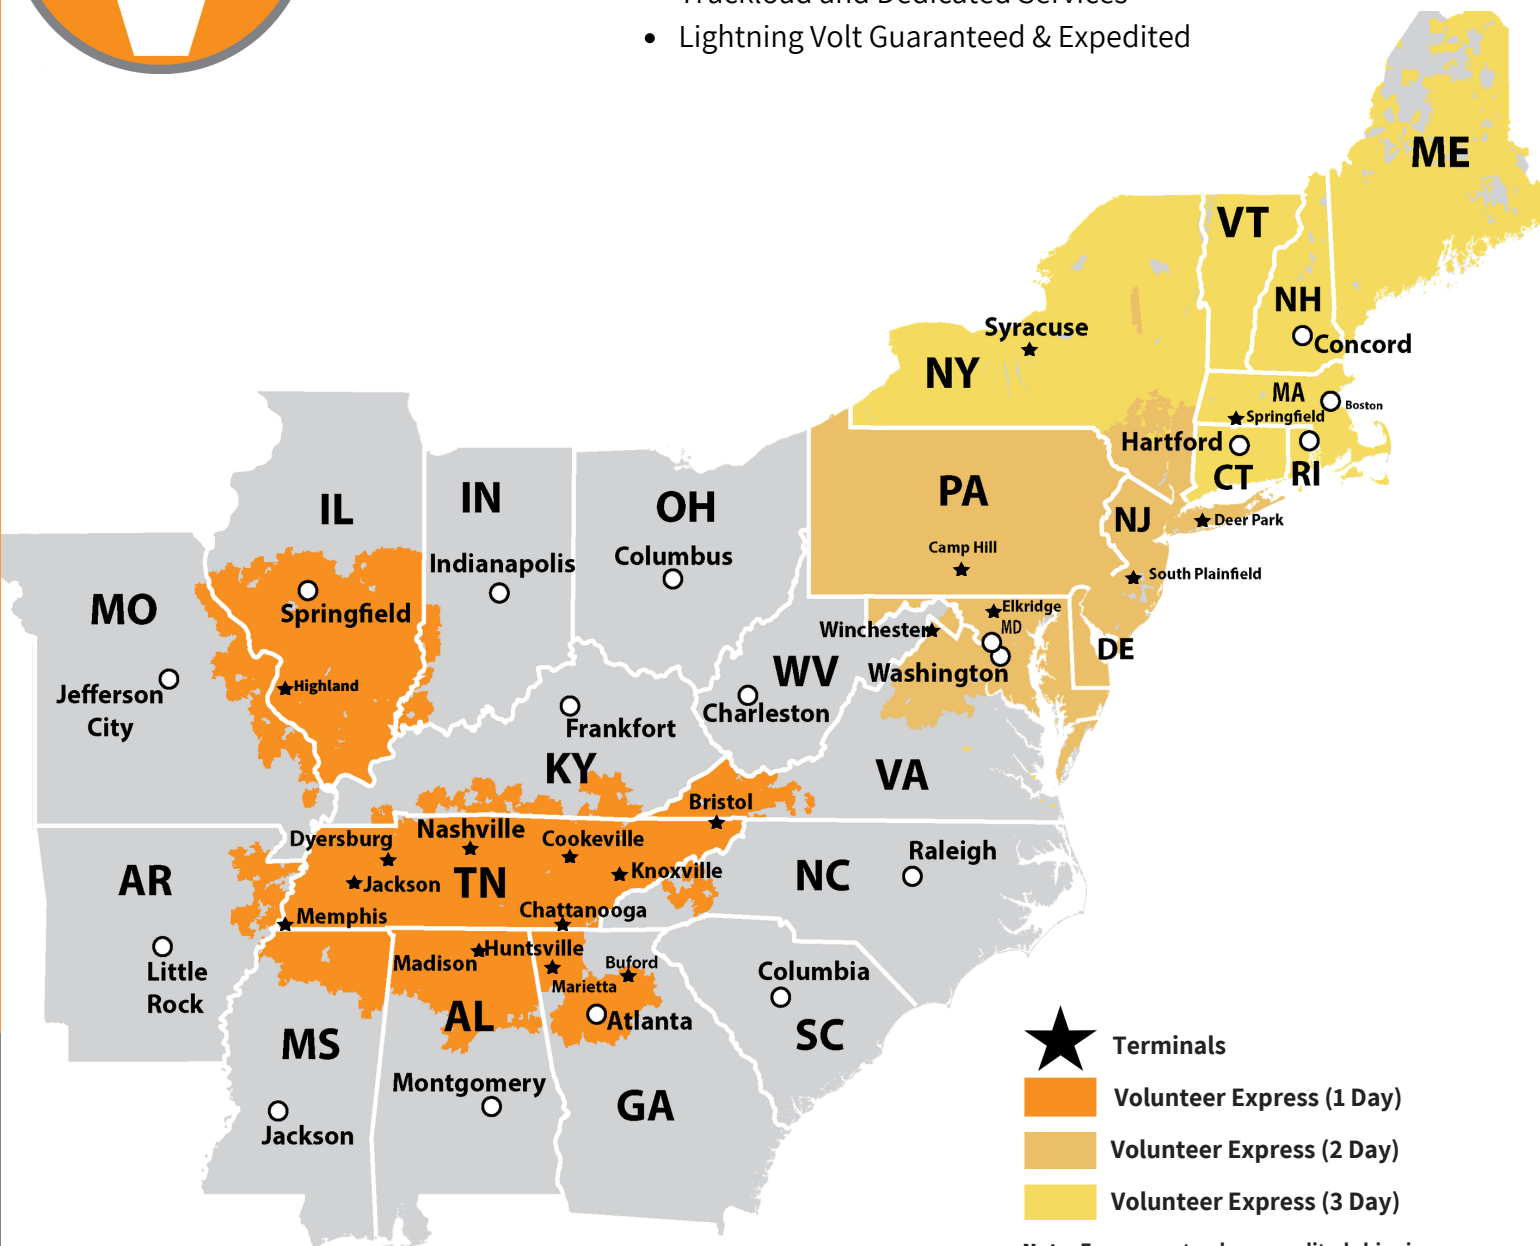 Truckload and Dedicated Services
• Lightning Volt Guaranteed & Expedited
ME
VT
NH
Concord
Syracuse
NY
MA
Boston
Springfield
Hartford
CT
RI
PA
NJ
Deer Park
Camp Hill
South Plainfield
Elkridge
MD
Winchester
DE
Washington
WV
Charleston
IL
IN
OH
Indianapolis
Columbus
MO
Springfield
Highland
Jefferson
City
Frankfort
KY
VA
Bristol
Dyersburg
Nashville
Cookeville
Knoxville
Jackson
TN
AR
Memphis
Chattanooga
NC
Raleigh
Little
Rock
Madison
Huntsville
Buford
Marietta
Atlanta
Columbia
SC
MS
AL
Montgomery
GA
Jackson
Terminals
Volunteer Express (1 Day)
Volunteer Express (2 Day)
Volunteer Express (3 Day)